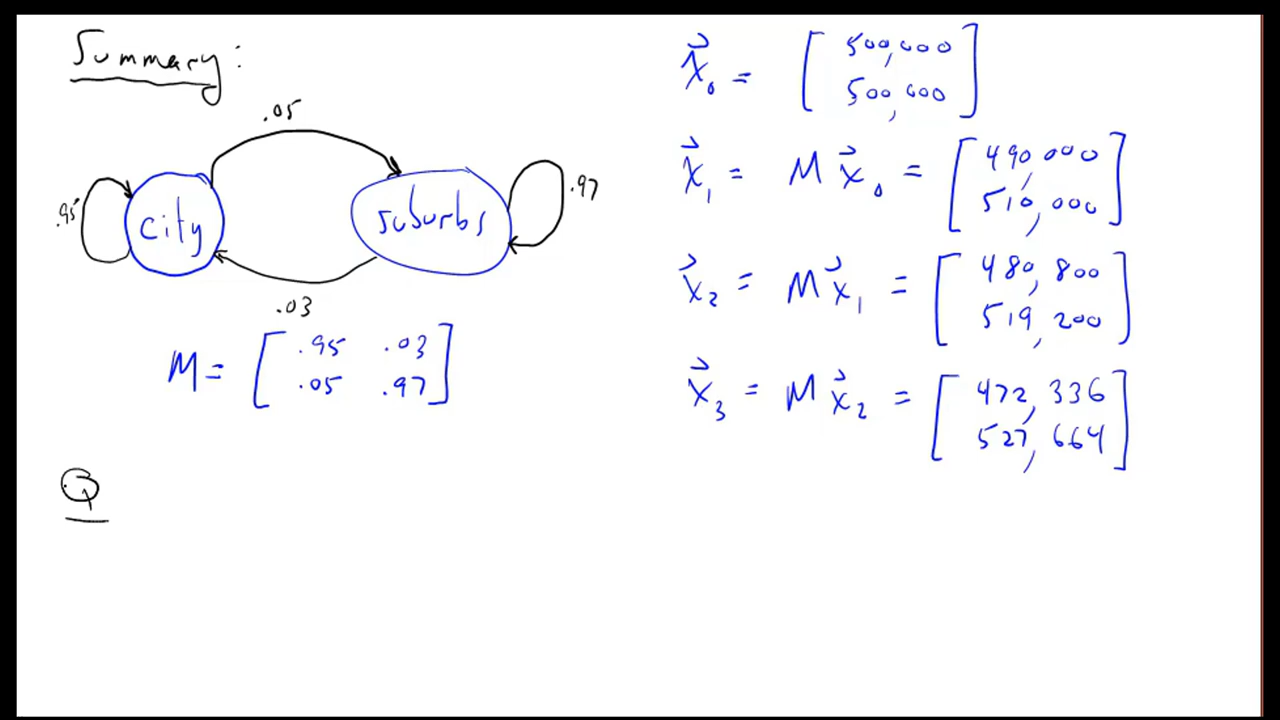 Summary:
.05
.95
city
suburbs
.97
.03
M = [ .95 .03
.05 .97 ]
Q
x⃗₀ = [ 500,000
500,000 ]
x⃗₁ = M x⃗₀ = [ 490,000
510,000 ]
x⃗₂ = M x⃗₁ = [ 480,800
519,200 ]
x⃗₃ = M x⃗₂ = [ 472,336
527,664 ]